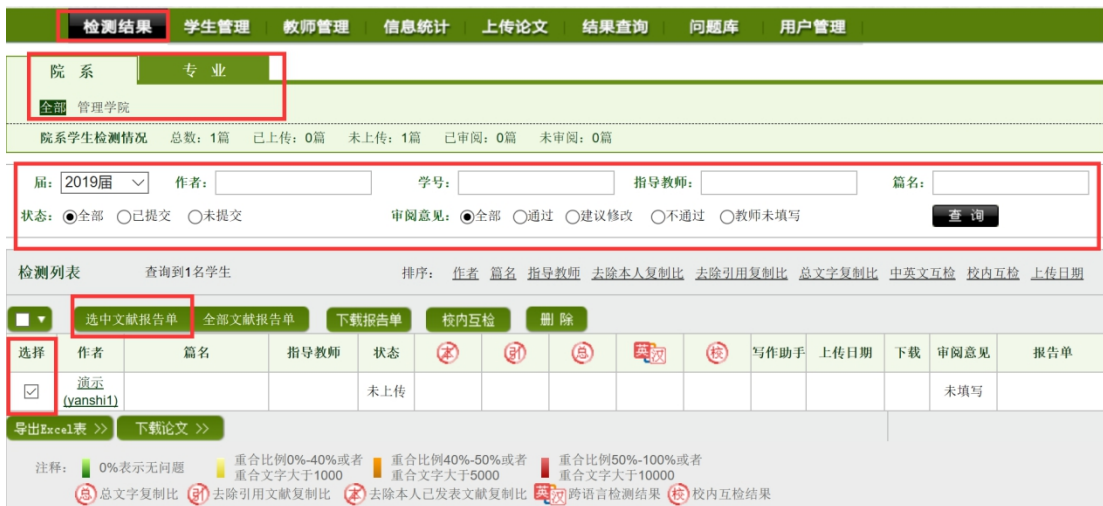 检测结果 学生管理 教师管理 信息统计 上传论文 结果查询 问题库 用户管理
院 系 专 业
全部 管理学院
院系学生检测情况 总数：1篇 已上传：0篇 未上传：1篇 已审阅：0篇 未审阅：0篇
届： 2019届 作者： 学号： 指导教师： 篇名：
状态： 全部 已提交 未提交 审阅意见： 全部 通过 建议修改 不通过 教师未填写 查 询
检测列表 查询到1名学生 排序： 作者 篇名 指导教师 去除本人复制比 去除引用复制比 总文字复制比 中英文互检 校内互检 上传日期
选中文献报告单 全部文献报告单 下载报告单 校内互检 删 除
选择 作者 篇名 指导教师 状态 本 引 总 英汉 校 写作助手 上传日期 下载 审阅意见 报告单
演示 未上传 未填写
(yanshi1)
导出Excel表 >> 下载论文 >>
注释： 0%表示无问题 重合比例0%-40%或者 重合比例40%-50%或者 重合比例50%-100%或者
重合文字大于1000 重合文字大于5000 重合文字大于10000
总 总文字复制比 引 去除引用文献复制比 本 去除本人已发表文献复制比 英汉 跨语言检测结果 校 校内互检结果